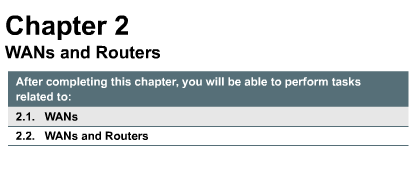 Chapter 2
WANs and Routers
After completing this chapter, you will be able to perform tasks
related to:
2.1. WANs
2.2. WANs and Routers